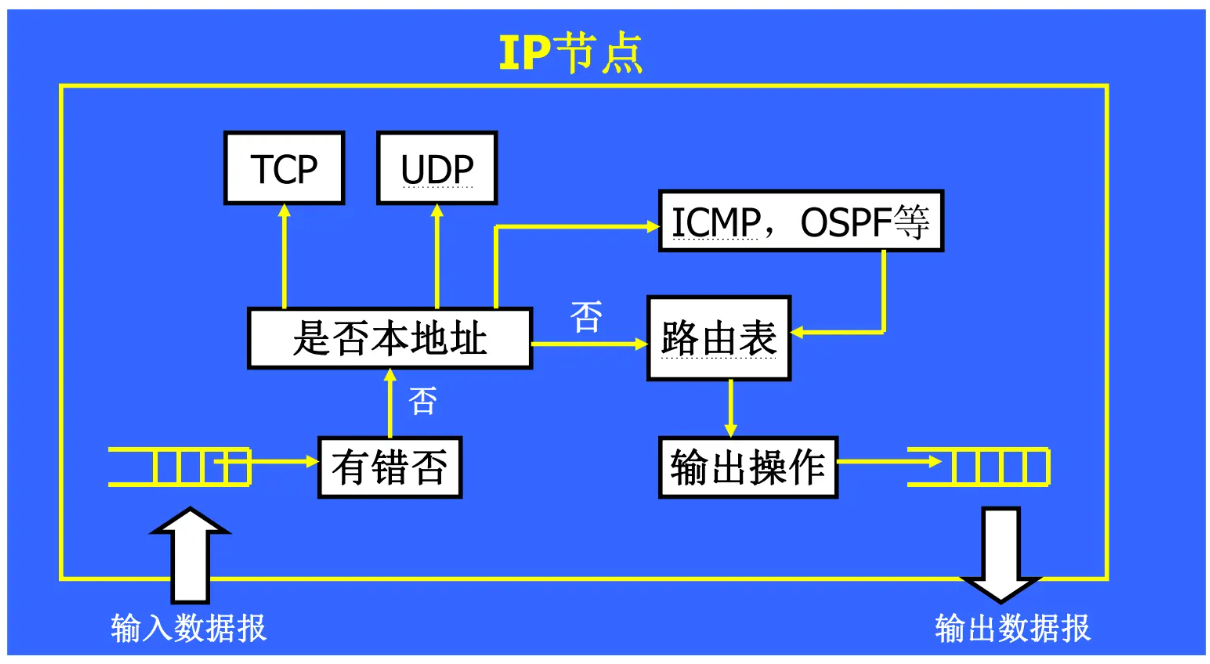 IP节点
TCP
UDP
ICMP，OSPF等
是否本地址
否
路由表
否
有错否
输出操作
输入数据报
输出数据报